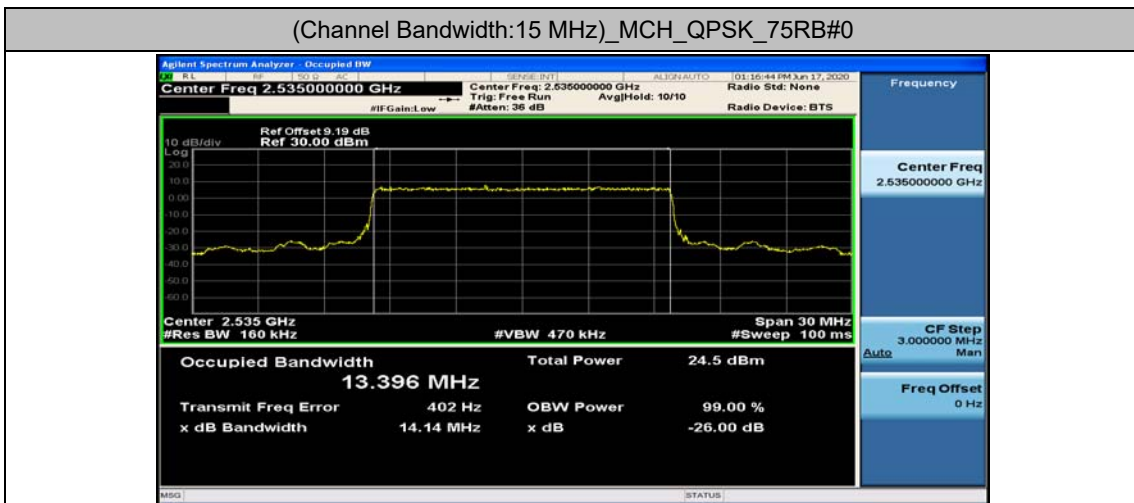 (Channel Bandwidth:15 MHz)_MCH_QPSK_75RB#0
Agilent Spectrum Analyzer - Occupied BW
RL RF 50 Ω AC SENSE:INT ALIGN AUTO 01:16:44 PM Jun 17, 2020
Center Freq 2.535000000 GHz
Center Freq: 2.535000000 GHz
Radio Std: None
Trig: Free Run Avg|Hold: 10/10
#IFGain:Low #Atten: 36 dB Radio Device: BTS
Ref Offset 9.19 dB
10 dB/div Ref 30.00 dBm
Log
20.0
10.0
0.00
-10.0
-20.0
-30.0
-40.0
-50.0
-60.0
Center 2.535 GHz Span 30 MHz
#Res BW 160 kHz #VBW 470 kHz #Sweep 100 ms
Occupied Bandwidth Total Power 24.5 dBm
13.396 MHz
Transmit Freq Error 402 Hz OBW Power 99.00 %
x dB Bandwidth 14.14 MHz x dB -26.00 dB
Frequency
Center Freq
2.535000000 GHz
CF Step
3.000000 MHz
Auto Man
Freq Offset
0 Hz
MSG STATUS